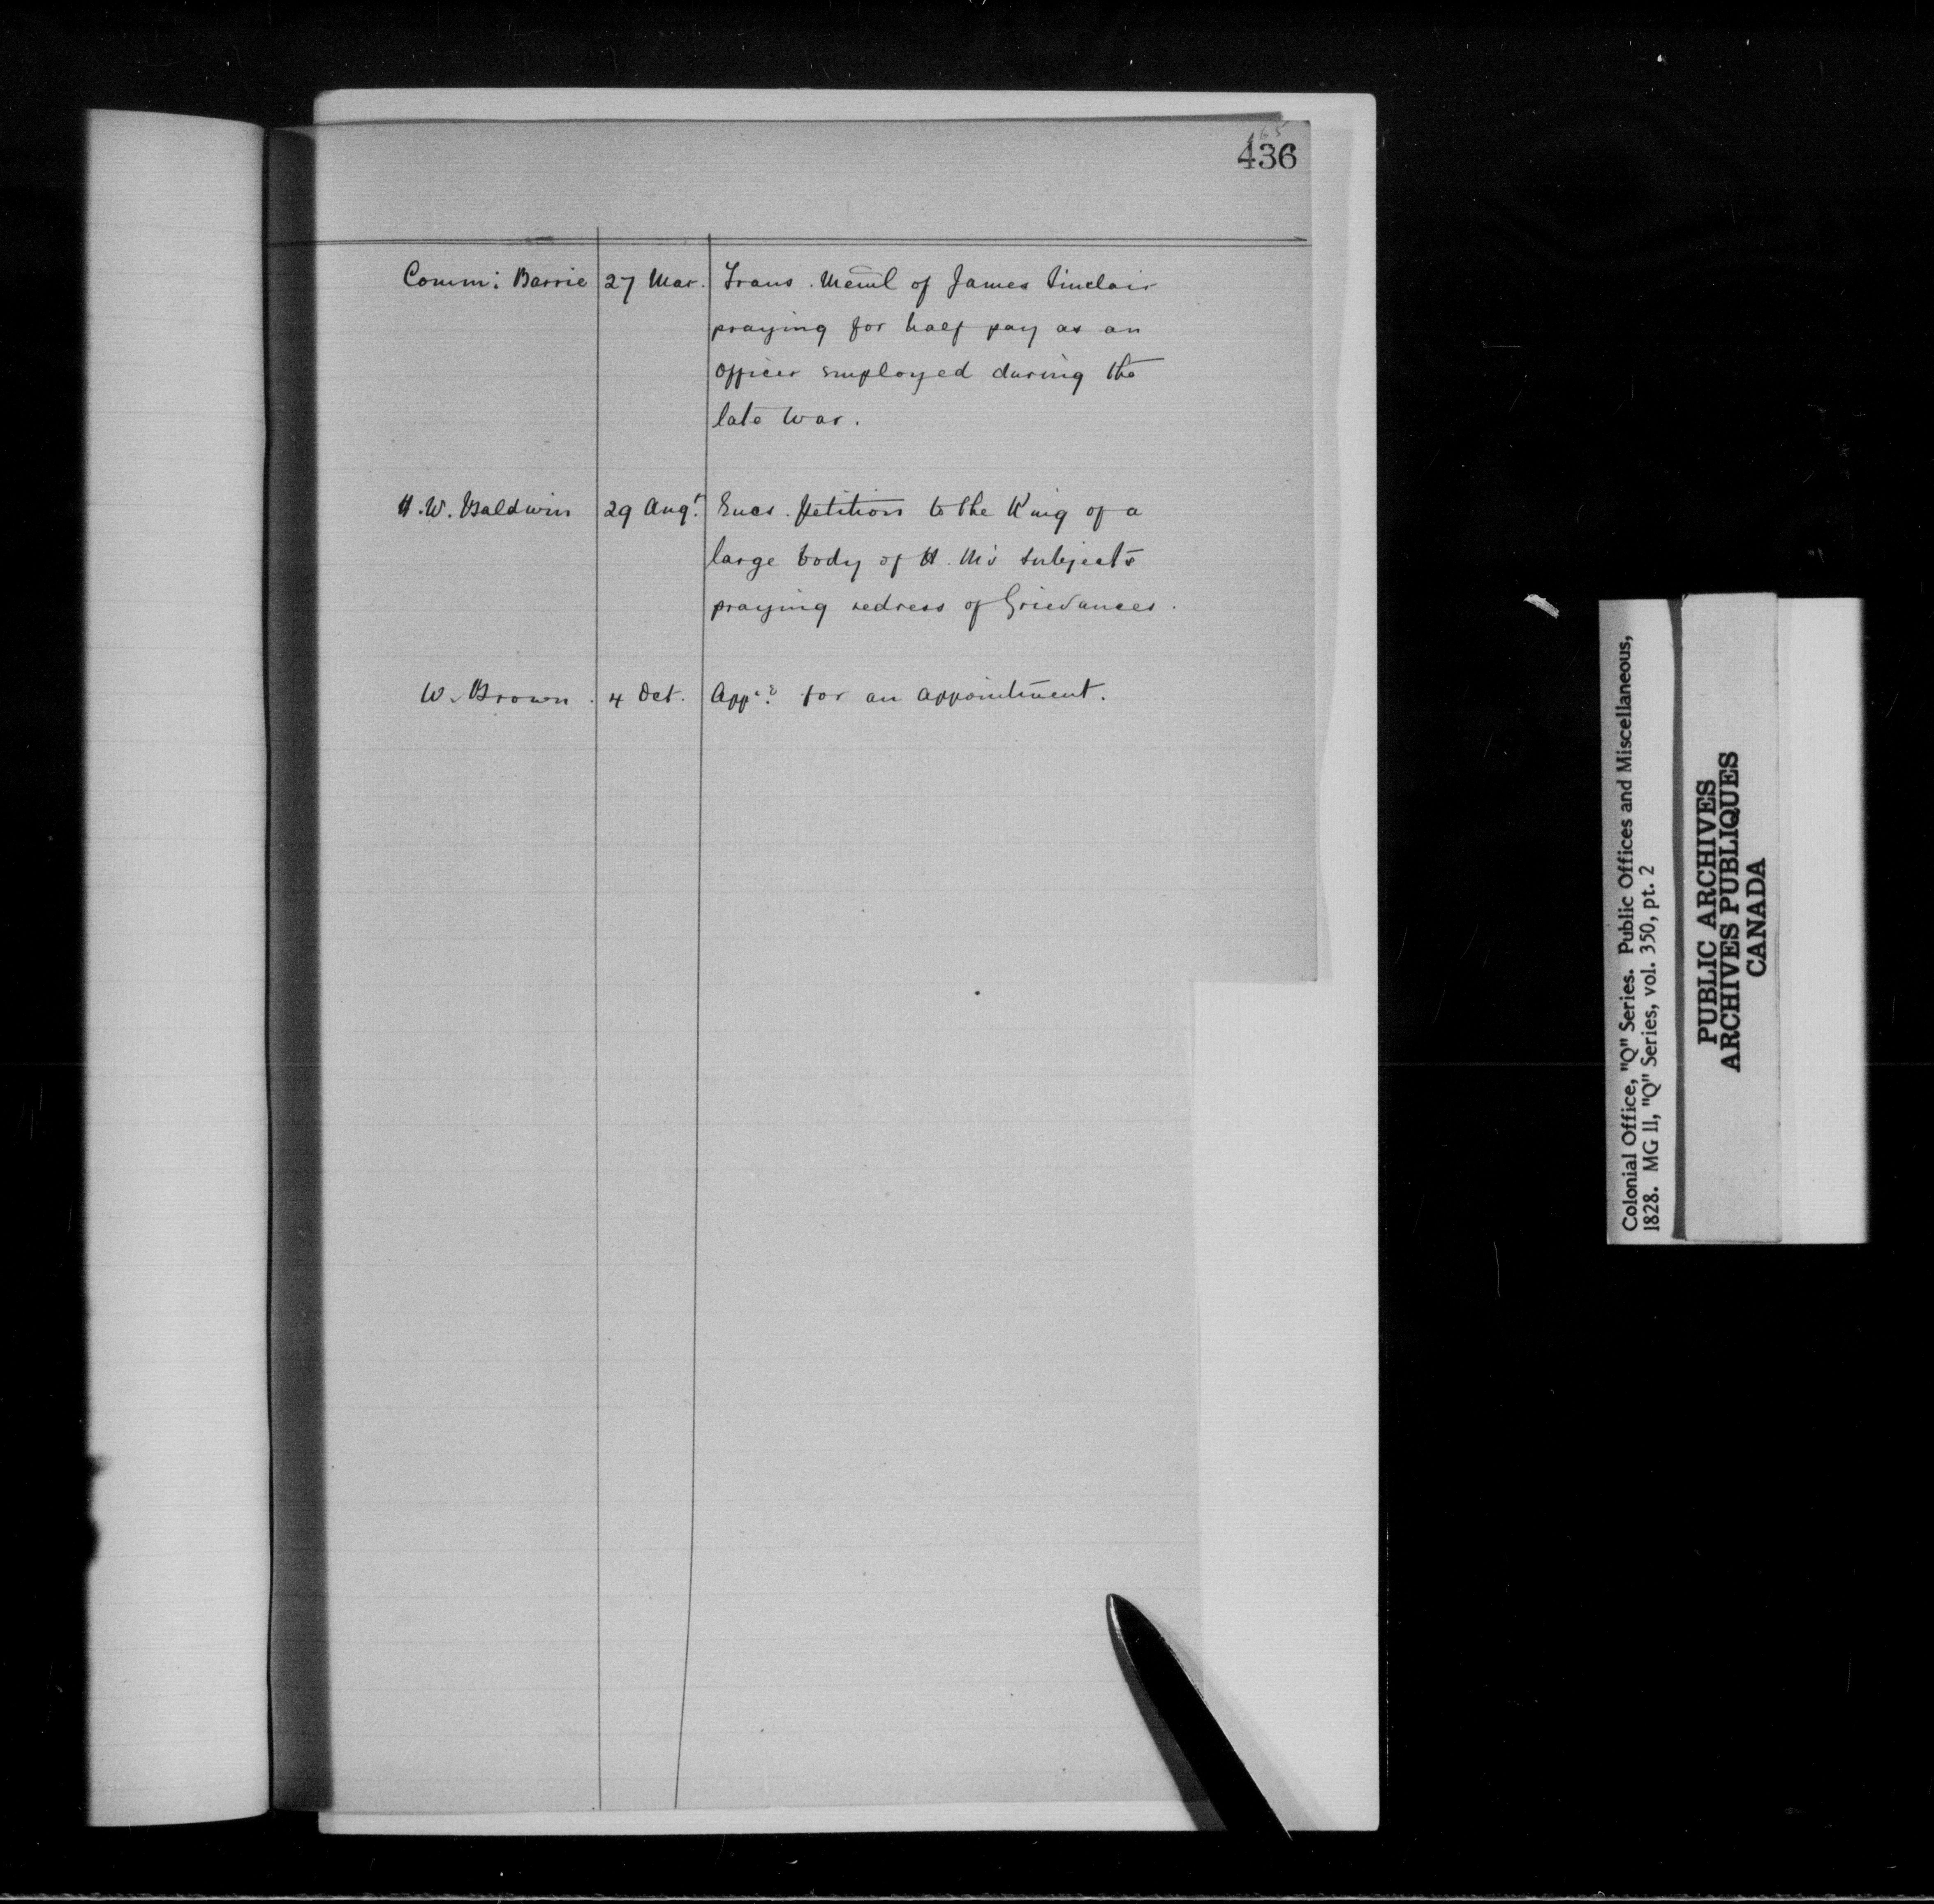 165
436
Comm: Barrie | 27 Mar. | Trans. Meml of James Sinclair
praying for half pay as an
officer employed during the
late War.
H. W. Baldwin | 29 Augt. | Encs. Petition to the King of a
large body of H. M's subjects
praying redress of Grievances.
W. Brown. | 4 Oct. | Appn. for an appointment.
Colonial Office, "Q" Series. Public Offices and Miscellaneous,
1828. MG 11, "Q" Series, vol. 350, pt. 2
PUBLIC ARCHIVES
ARCHIVES PUBLIQUES
CANADA